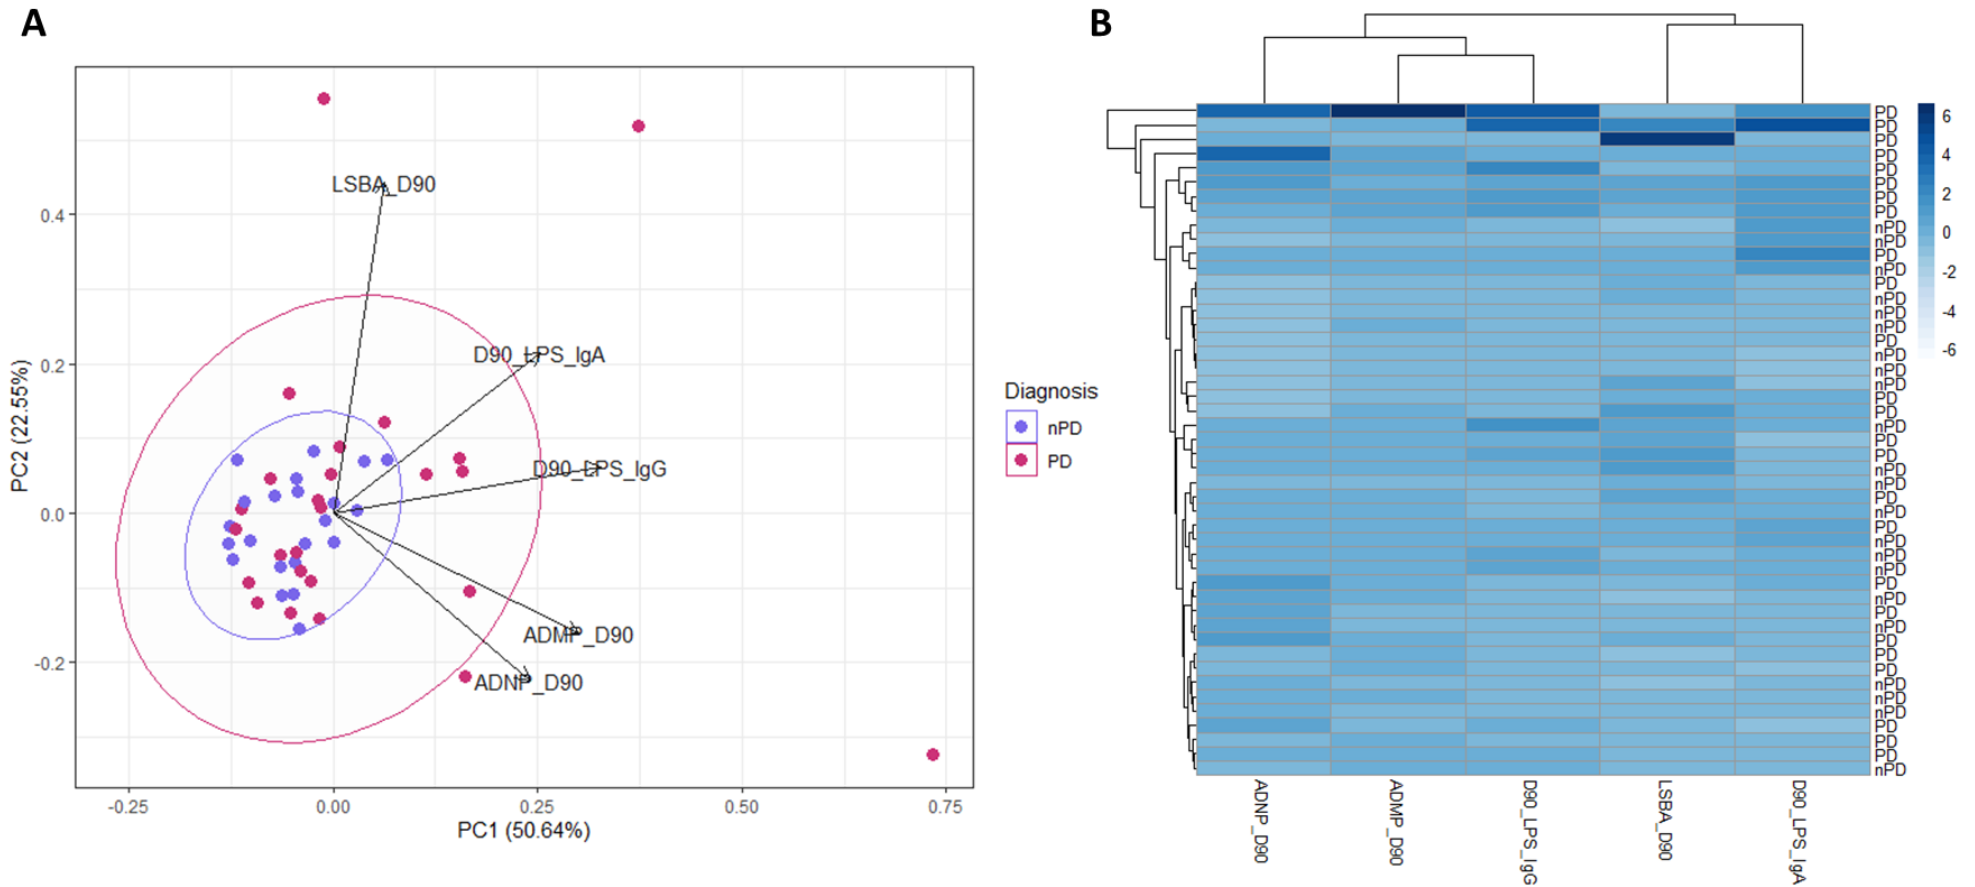 A
LSBA_D90
D90_LPS_IgA
D90_LPS_IgG
ADMP_D90
ADNP_D90
0.4
0.2
0.0
-0.2
PC2 (22.55%)
-0.25
0.00
0.25
0.50
0.75
PC1 (50.64%)
Diagnosis
nPD
PD
B
PD
PD
PD
PD
PD
PD
PD
PD
nPD
nPD
PD
nPD
PD
nPD
nPD
nPD
PD
nPD
nPD
nPD
PD
PD
nPD
PD
PD
nPD
nPD
PD
nPD
PD
nPD
nPD
nPD
PD
nPD
PD
nPD
PD
PD
PD
nPD
nPD
nPD
PD
PD
PD
nPD
6
4
2
0
-2
-4
-6
ADNP_D90
ADMP_D90
D90_LPS_IgG
LSBA_D90
D90_LPS_IgA